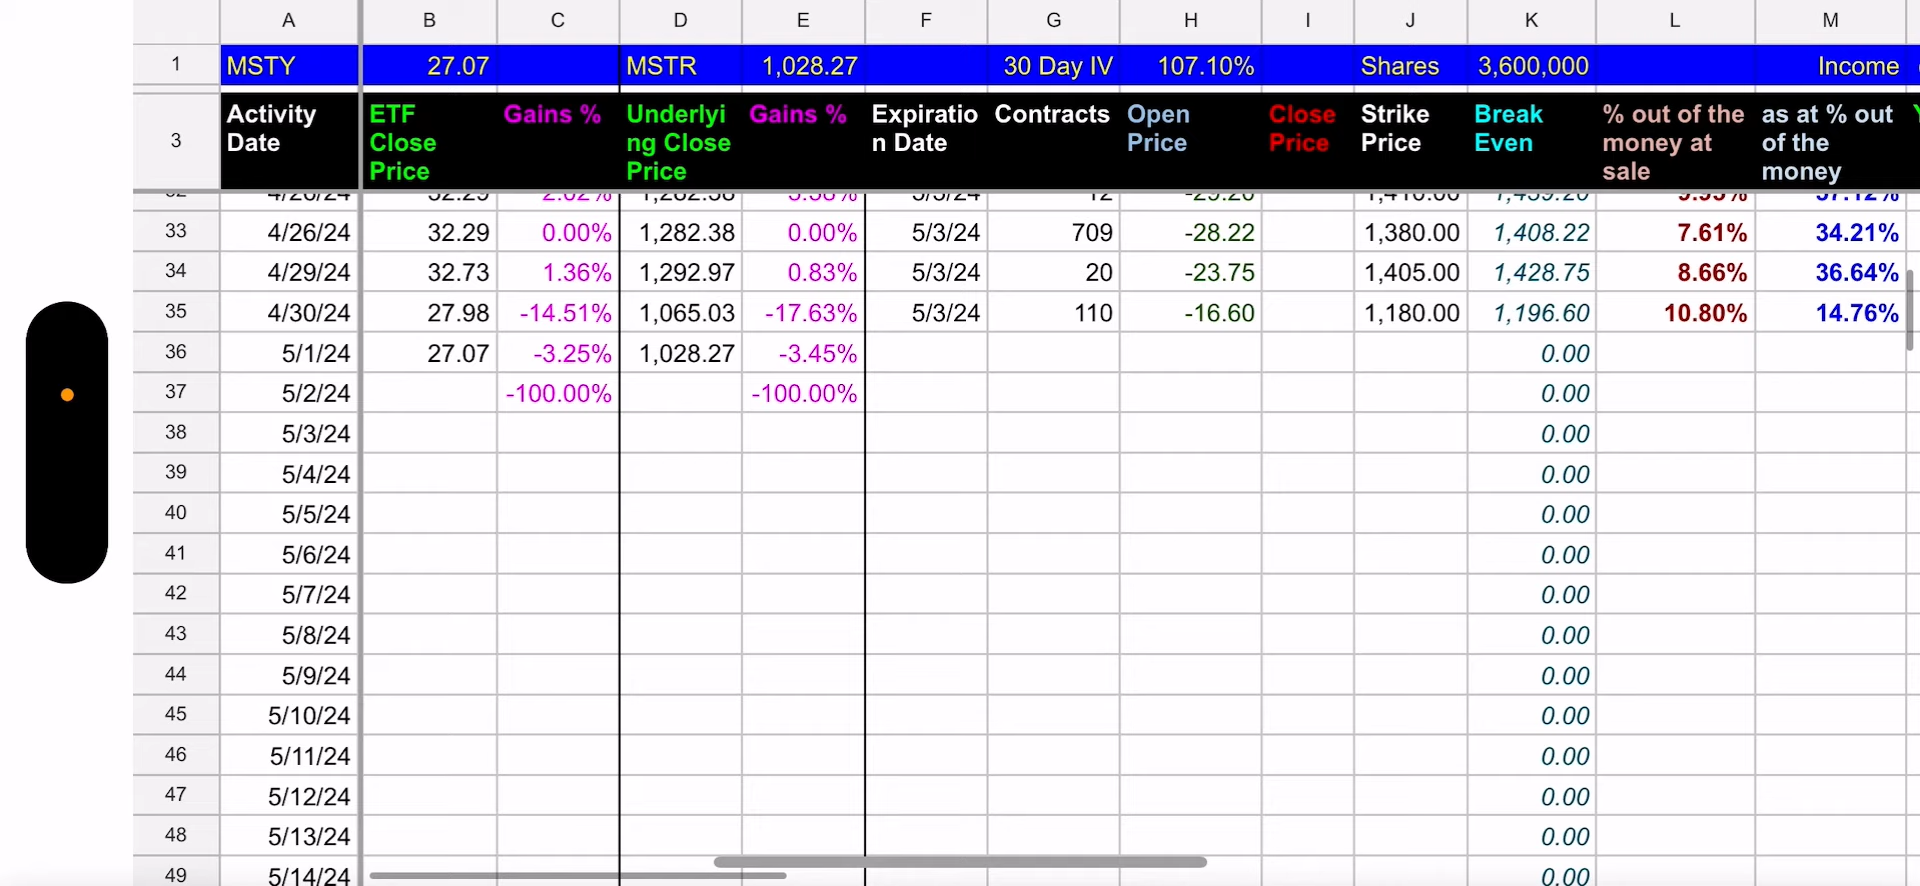 A B C D E F G H I J K L M
1 MSTY 27.07 MSTR 1,028.27 30 Day IV 107.10% Shares 3,600,000 Income
3 Activity Date ETF Close Price Gains % Underlying Close Price Gains % Expiration Date Contracts Open Price Close Price Strike Price Break Even % out of the money at sale as at % out of the money
33 4/26/24 32.29 0.00% 1,282.38 0.00% 5/3/24 709 -28.22 1,380.00 1,408.22 7.61% 34.21%
34 4/29/24 32.73 1.36% 1,292.97 0.83% 5/3/24 20 -23.75 1,405.00 1,428.75 8.66% 36.64%
35 4/30/24 27.98 -14.51% 1,065.03 -17.63% 5/3/24 110 -16.60 1,180.00 1,196.60 10.80% 14.76%
36 5/1/24 27.07 -3.25% 1,028.27 -3.45% 0.00
37 5/2/24 -100.00% -100.00% 0.00
38 5/3/24 0.00
39 5/4/24 0.00
40 5/5/24 0.00
41 5/6/24 0.00
42 5/7/24 0.00
43 5/8/24 0.00
44 5/9/24 0.00
45 5/10/24 0.00
46 5/11/24 0.00
47 5/12/24 0.00
48 5/13/24 0.00
49 5/14/24 0.00